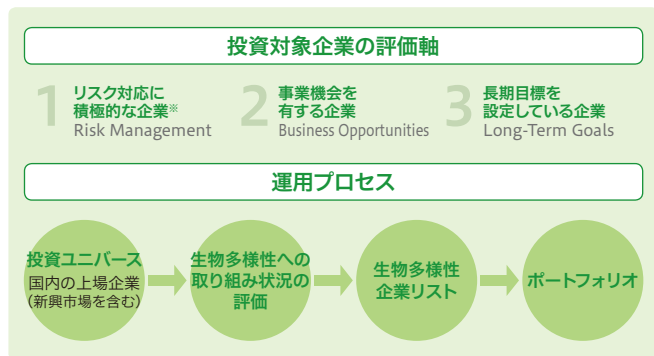 投資対象企業の評価軸
1
リスク対応に
積極的な企業※
Risk Management
2
事業機会を
有する企業
Business Opportunities
3
長期目標を
設定している企業
Long-Term Goals
運用プロセス
投資ユニバース
国内の上場企業
(新興市場を含む)
生物多様性への
取り組み状況の
評価
生物多様性
企業リスト
ポートフォリオ